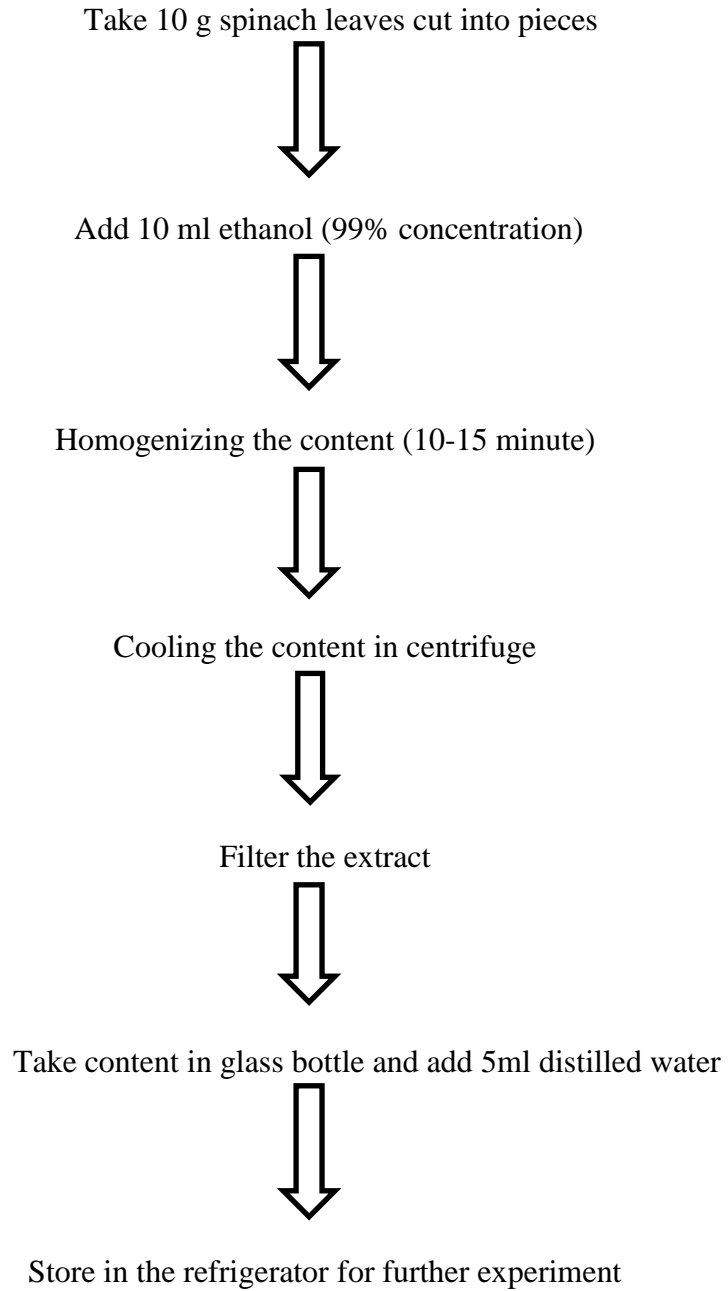 Take 10 g spinach leaves cut into pieces
Add 10 ml ethanol (99% concentration)
Homogenizing the content (10-15 minute)
Cooling the content in centrifuge
Filter the extract
Take content in glass bottle and add 5ml distilled water
Store in the refrigerator for further experiment